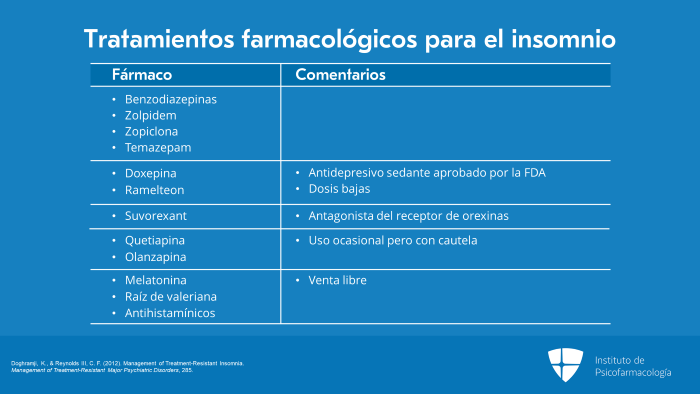 Tratamientos farmacológicos para el insomnio
Fármaco
Comentarios
• Benzodiazepinas
• Zolpidem
• Zopiclona
• Temazepam
• Doxepina
• Ramelteon
• Antidepresivo sedante aprobado por la FDA
• Dosis bajas
• Suvorexant
• Antagonista del receptor de orexinas
• Quetiapina
• Olanzapina
• Uso ocasional pero con cautela
• Melatonina
• Raíz de valeriana
• Antihistamínicos
• Venta libre
Doghramji, K., & Reynolds III, C. F. (2012). Management of Treatment-Resistant Insomnia.
Management of Treatment-Resistant Major Psychiatric Disorders, 285.
Instituto de
Psicofarmacología